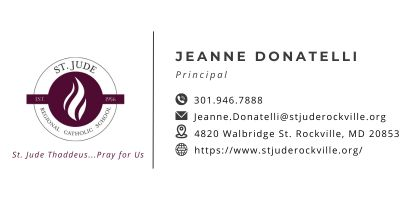 ST. JUDE
EST. 1956
REGIONAL CATHOLIC SCHOOL
St. Jude Thaddeus...Pray for Us
JEANNE DONATELLI
Principal
301.946.7888
Jeanne.Donatelli@stjuderockville.org
4820 Walbridge St. Rockville, MD 20853
https://www.stjuderockville.org/